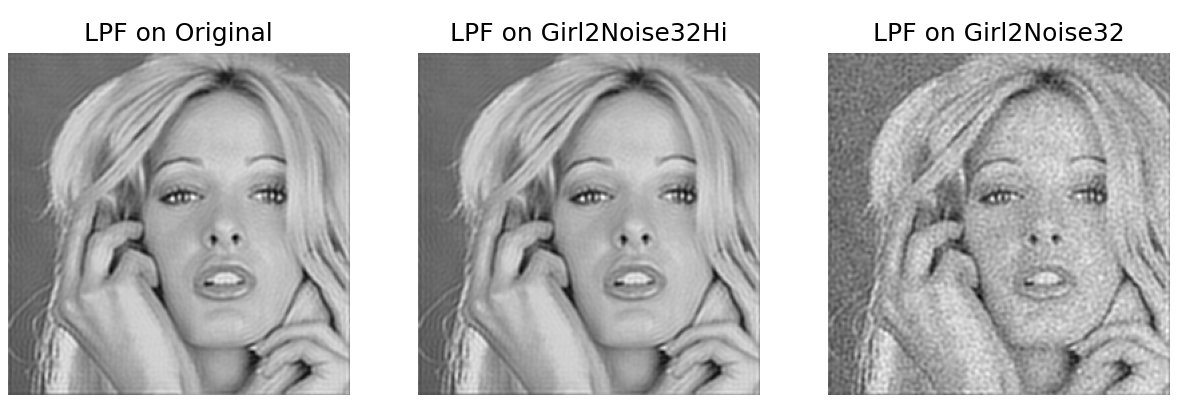 LPF on Original
LPF on Girl2Noise32Hi
LPF on Girl2Noise32